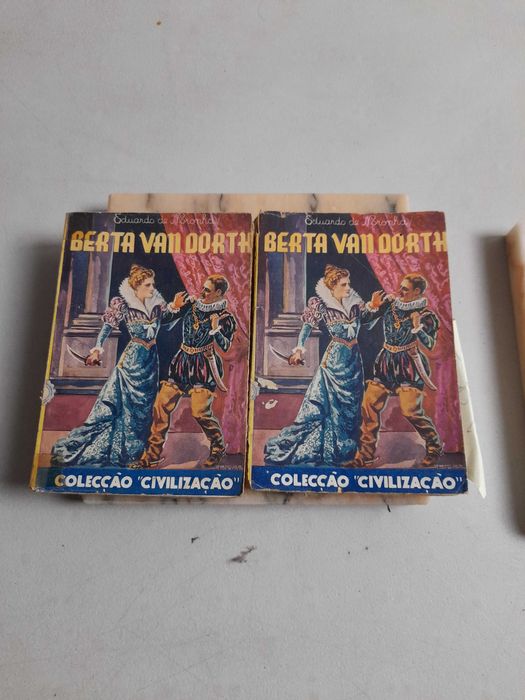 Eduardo de Noronha
BERTA VAN DORTH
COLECÇÃO "CIVILIZAÇÃO"
Eduardo de Noronha
BERTA VAN DORTH
COLECÇÃO "CIVILIZAÇÃO"